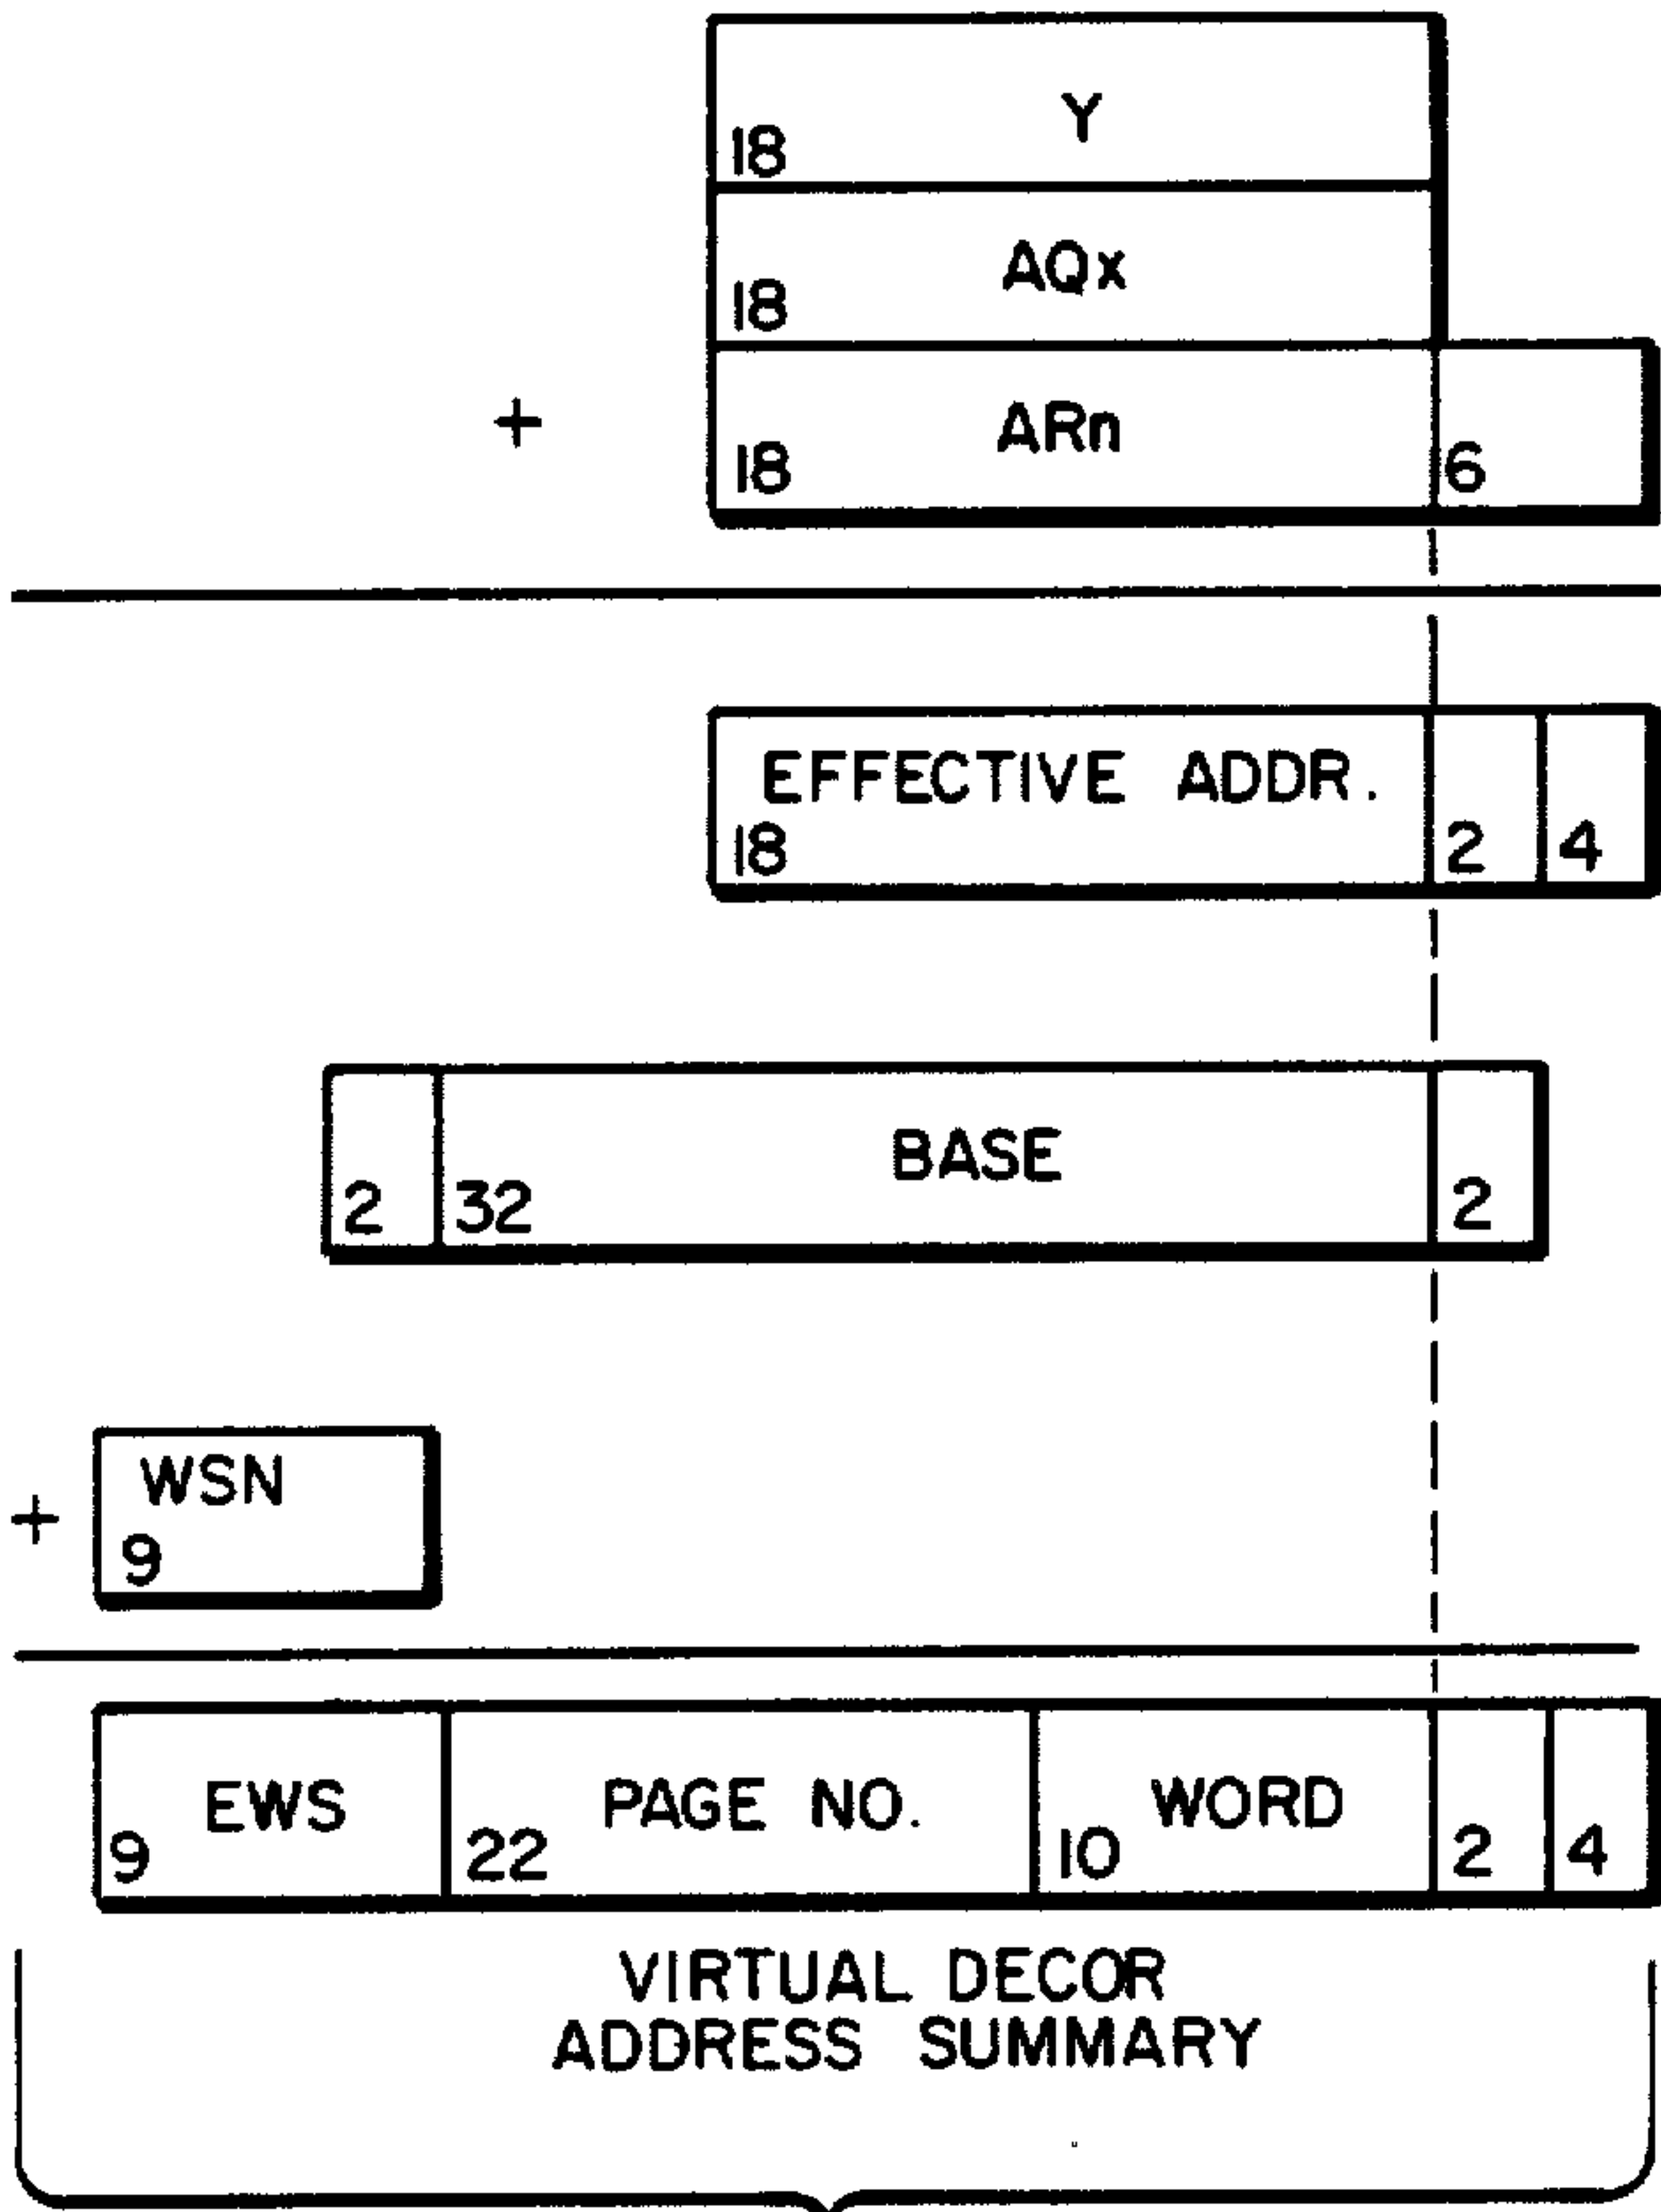 Y
18
AQx
18
+
ARn
18 6
EFFECTIVE ADDR.
18 2 4
BASE
2 32 2
WSN
+
9
EWS PAGE NO. WORD
9 22 10 2 4
VIRTUAL DECOR
ADDRESS SUMMARY